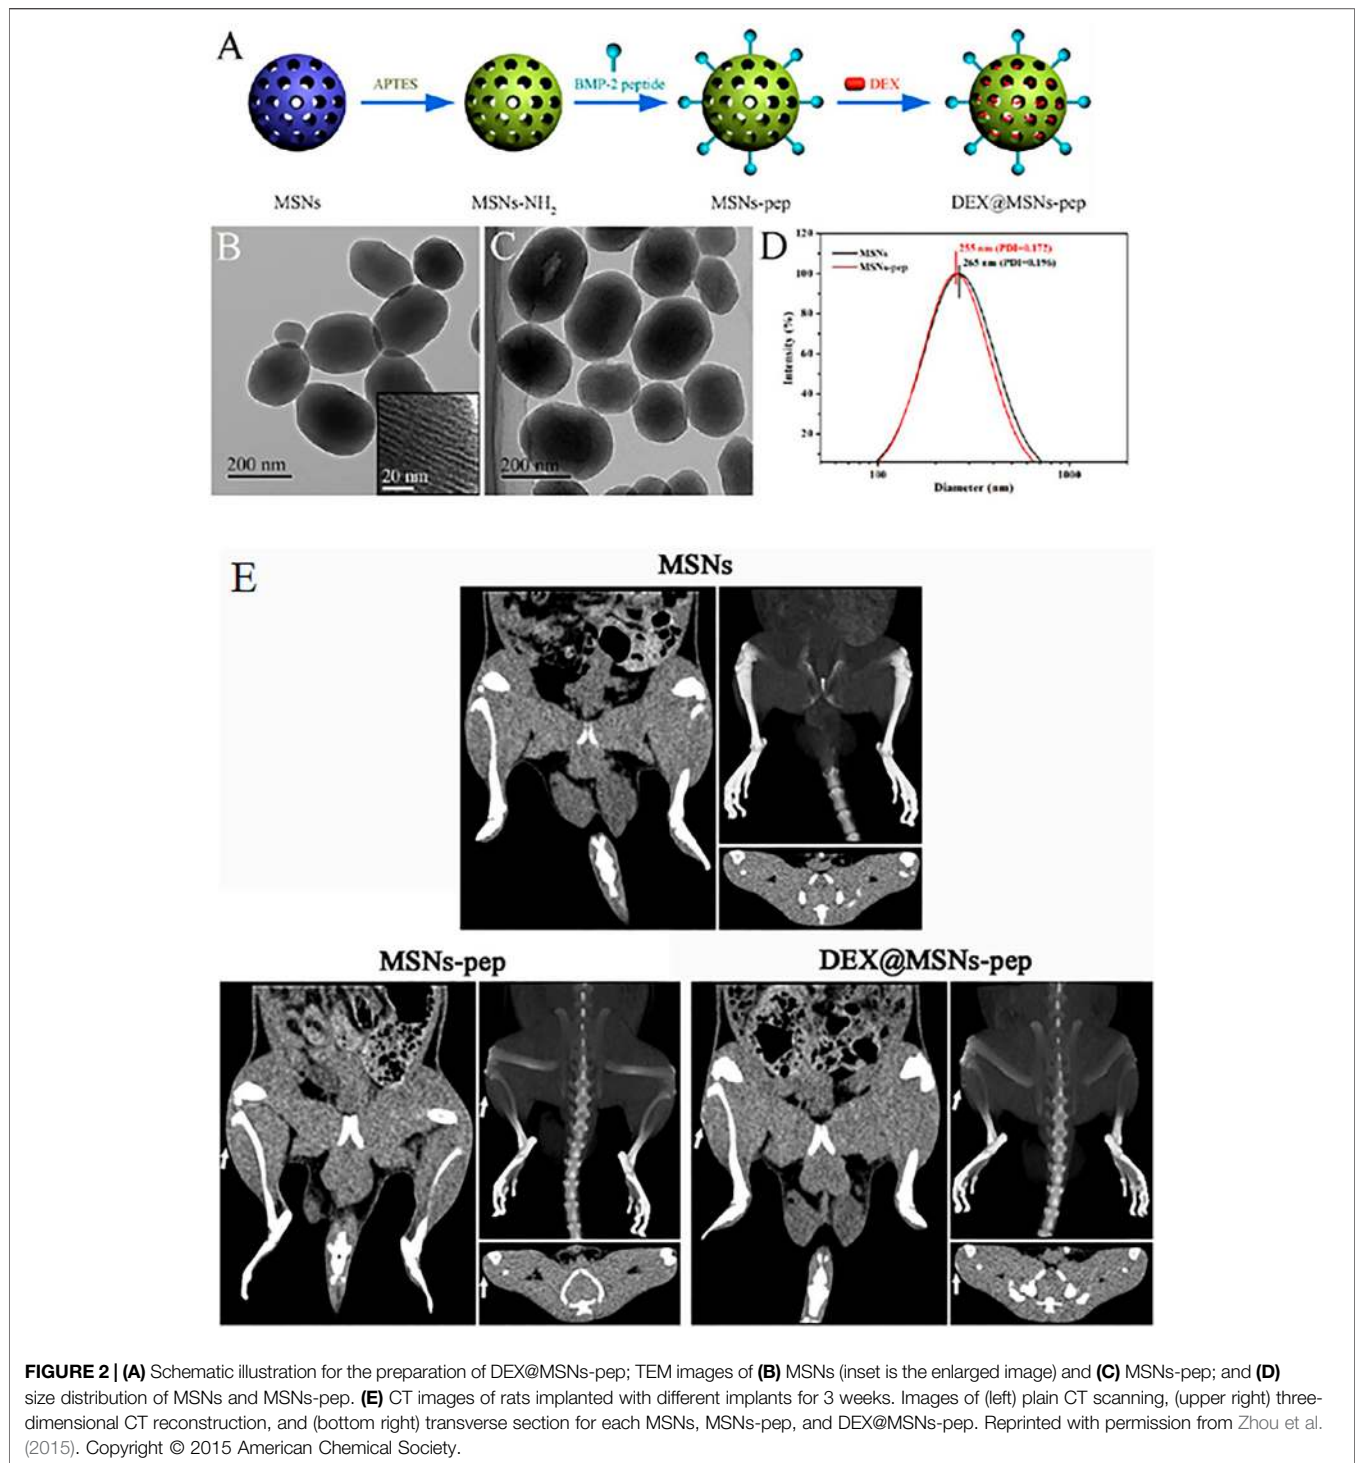 A
APTES
BMP-2 peptide
DEX
MSNs
MSNs-NH2
MSNs-pep
DEX@MSNs-pep
B
200 nm
20 nm
C
200 nm
D
120
100
80
60
40
20
Intensity (%)
MSNs
MSNs-pep
255 nm (PDI=0.172)
265 nm (PDI=0.196)
100
1000
Diameter (nm)
E
MSNs
MSNs-pep
DEX@MSNs-pep
FIGURE 2 | (A) Schematic illustration for the preparation of DEX@MSNs-pep; TEM images of (B) MSNs (inset is the enlarged image) and (C) MSNs-pep; and (D)
size distribution of MSNs and MSNs-pep. (E) CT images of rats implanted with different implants for 3 weeks. Images of (left) plain CT scanning, (upper right) three-
dimensional CT reconstruction, and (bottom right) transverse section for each MSNs, MSNs-pep, and DEX@MSNs-pep. Reprinted with permission from Zhou et al.
(2015). Copyright © 2015 American Chemical Society.